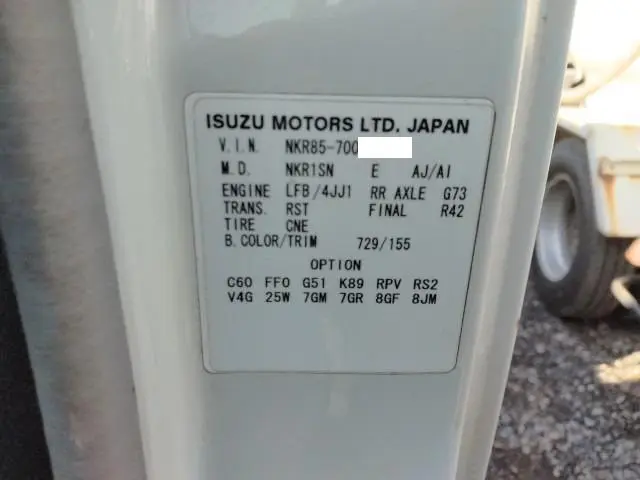 ISUZU MOTORS LTD. JAPAN
V.I.N. NKR85-700
M.D. NKR1SN E AJ/AI
ENGINE LFB/4JJ1 RR AXLE G73
TRANS. RST FINAL R42
TIRE CNE
B.COLOR/TRIM 729/155
OPTION
C60 FF0 G51 K89 RPV RS2
V4G 25W 7GM 7GR 8GF 8JM